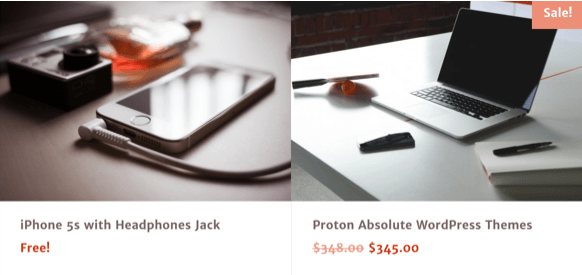 Sale!
iPhone 5s with Headphones Jack
Free!
Proton Absolute WordPress Themes
$348.00 $345.00